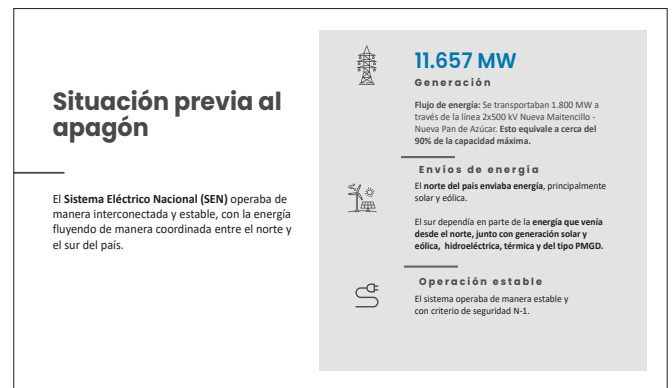 Situación previa al
apagón
El Sistema Eléctrico Nacional (SEN) operaba de
manera interconectada y estable, con la energía
fluyendo de manera coordinada entre el norte y
el sur del país.
11.657 MW
Generación
Flujo de energía: Se transportaban 1.800 MW a
través de la línea 2x500 kV Nueva Maitencillo -
Nueva Pan de Azúcar. Esto equivale a cerca del
90% de la capacidad máxima.
Envíos de energía
El norte del país enviaba energía, principalmente
solar y eólica.
El sur dependía en parte de la energía que venía
desde el norte, junto con generación solar y
eólica, hidroeléctrica, térmica y del tipo PMGD.
Operación estable
El sistema operaba de manera estable y
con criterio de seguridad N-1.